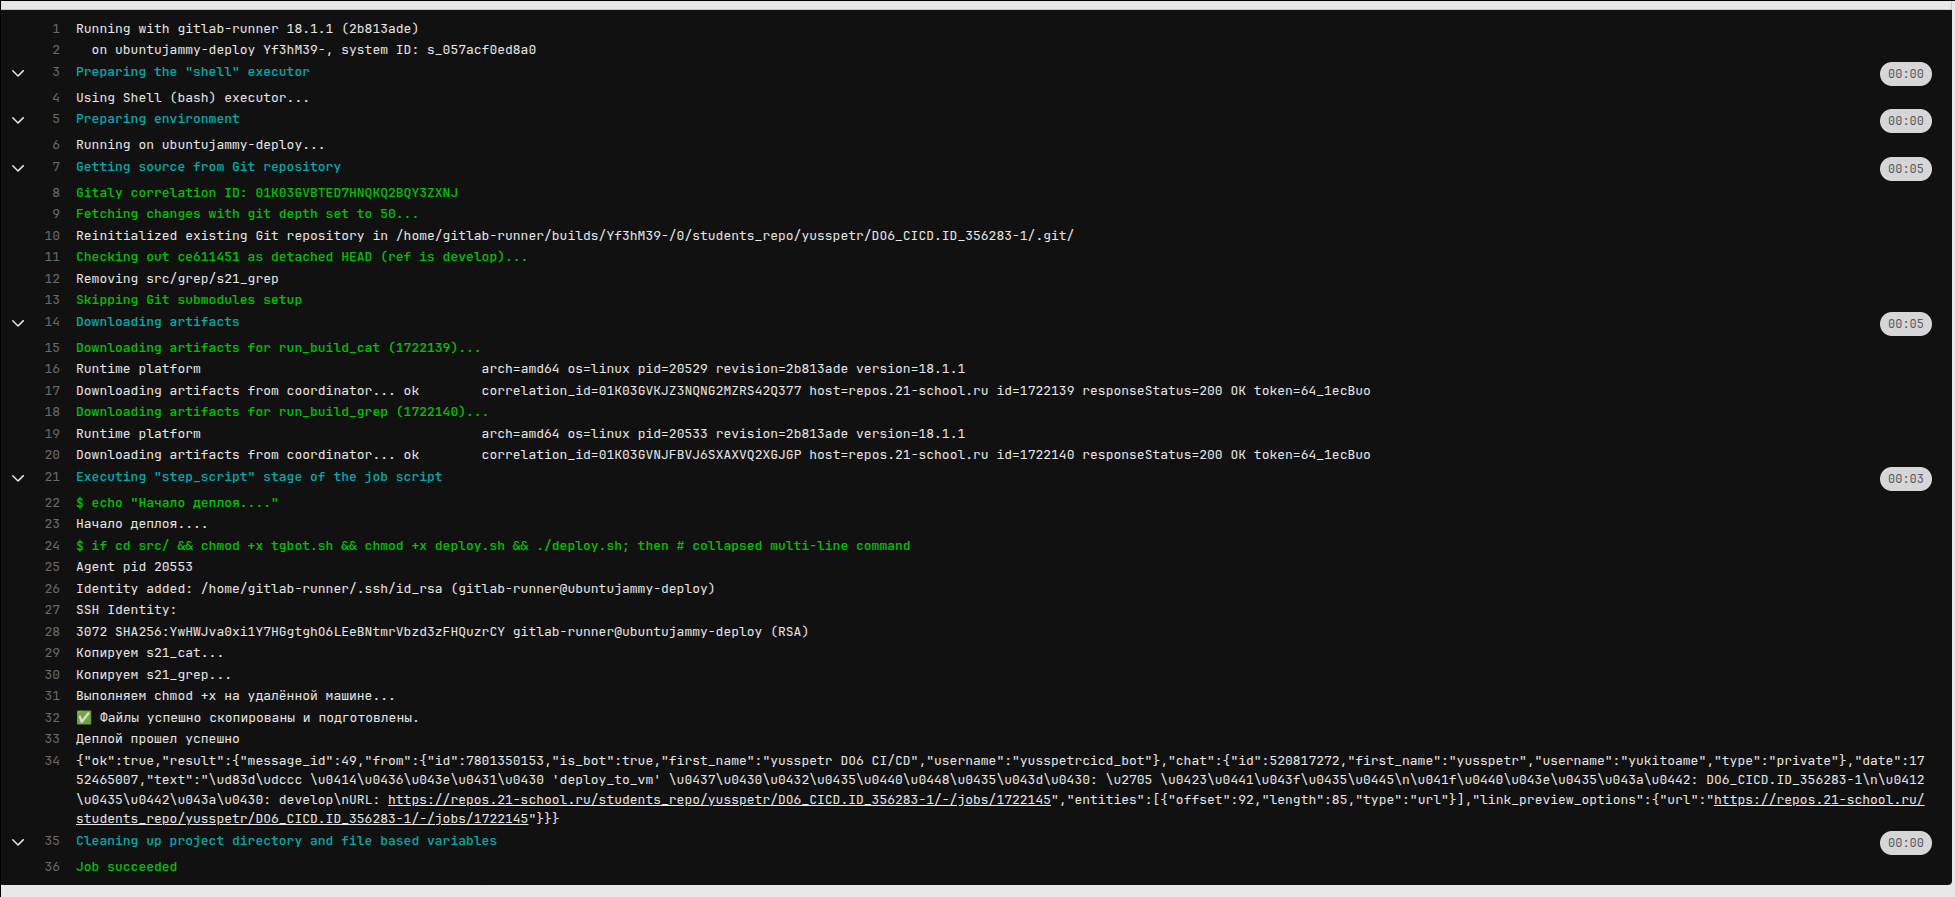 1 Running with gitlab-runner 18.1.1 (2b813ade)
2 on ubuntujammy-deploy Yf3hM39-, system ID: s_057acf0ed8a0
3 Preparing the "shell" executor 00:00
4 Using Shell (bash) executor...
5 Preparing environment 00:00
6 Running on ubuntujammy-deploy...
7 Getting source from Git repository 00:05
8 Gitaly correlation ID: 01K03GVBTED7HNQKQ2BQY3ZXNJ
9 Fetching changes with git depth set to 50...
10 Reinitialized existing Git repository in /home/gitlab-runner/builds/Yf3hM39-/0/students_repo/yusspetr/DO6_CICD.ID_356283-1/.git/
11 Checking out ce611451 as detached HEAD (ref is develop)...
12 Removing src/grep/s21_grep
13 Skipping Git submodules setup
14 Downloading artifacts 00:05
15 Downloading artifacts for run_build_cat (1722139)...
16 Runtime platform arch=amd64 os=linux pid=20529 revision=2b813ade version=18.1.1
17 Downloading artifacts from coordinator... ok correlation_id=01K03GVKJZ3NQNG2MZRS42Q377 host=repos.21-school.ru id=1722139 responseStatus=200 OK token=64_1ecBuo
18 Downloading artifacts for run_build_grep (1722140)...
19 Runtime platform arch=amd64 os=linux pid=20533 revision=2b813ade version=18.1.1
20 Downloading artifacts from coordinator... ok correlation_id=01K03GVNJFBVJ6SXAXVQ2XGJGP host=repos.21-school.ru id=1722140 responseStatus=200 OK token=64_1ecBuo
21 Executing "step_script" stage of the job script 00:03
22 $ echo "Начало деплоя...."
23 Начало деплоя....
24 $ if cd src/ && chmod +x tgbot.sh && chmod +x deploy.sh && ./deploy.sh; then # collapsed multi-line command
25 Agent pid 20553
26 Identity added: /home/gitlab-runner/.ssh/id_rsa (gitlab-runner@ubuntujammy-deploy)
27 SSH Identity:
28 3072 SHA256:YwHWJva0xi1Y7HGgtghO6LEeBNtmrVbzd3zFHQuzrCY gitlab-runner@ubuntujammy-deploy (RSA)
29 Копируем s21_cat...
30 Копируем s21_grep...
31 Выполняем chmod +x на удалённой машине...
32 ✅ Файлы успешно скопированы и подготовлены.
33 Деплой прошел успешно
34 {"ok":true,"result":{"message_id":49,"from":{"id":7801350153,"is_bot":true,"first_name":"yusspetr DO6 CI/CD","username":"yusspetrcicd_bot"},"chat":{"id":520817272,"first_name":"yusspetr","username":"yukitoame","type":"private"},"date":17
52465007,"text":"\ud83d\udccc \u0414\u0436\u043e\u0431\u0430 'deploy_to_vm' \u0437\u0430\u0432\u0435\u0440\u0448\u0435\u043d\u0430: \u2705 \u0423\u0441\u043f\u0435\u0445\n\u041f\u0440\u043e\u0435\u043a\u0442: DO6_CICD.ID_356283-1\n\u0412
\u0435\u0442\u043a\u0430: develop\nURL: https://repos.21-school.ru/students_repo/yusspetr/DO6_CICD.ID_356283-1/-/jobs/1722145","entities":[{"offset":92,"length":85,"type":"url"}],"link_preview_options":{"url":"https://repos.21-school.ru/
students_repo/yusspetr/DO6_CICD.ID_356283-1/-/jobs/1722145"}}}
35 Cleaning up project directory and file based variables 00:00
36 Job succeeded